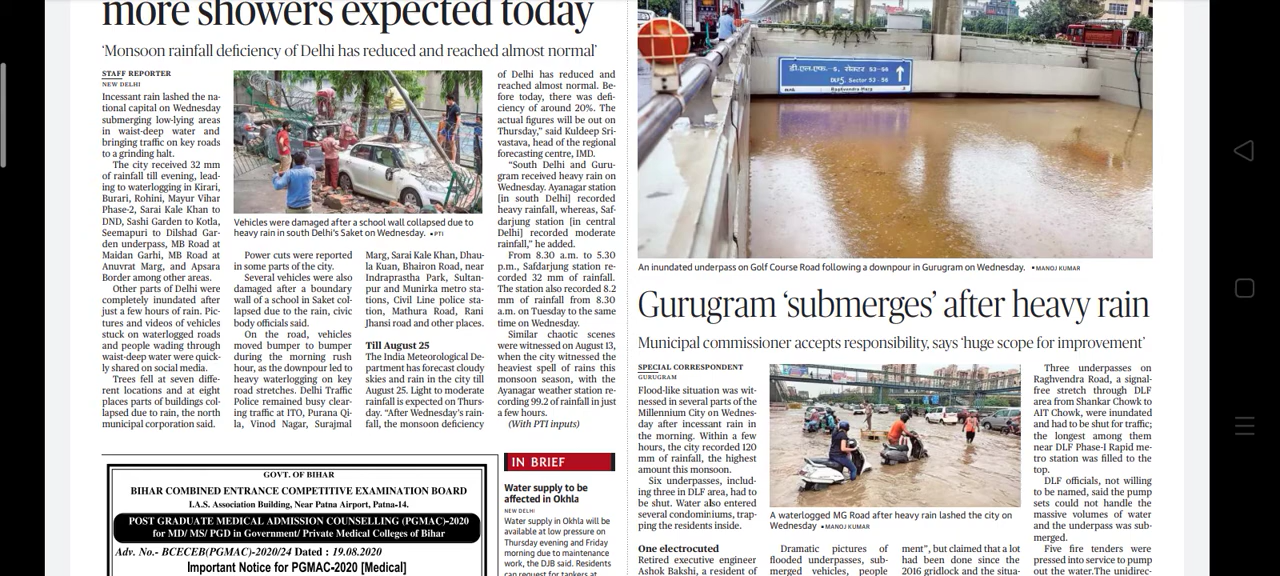 more showers expected today
‘Monsoon rainfall deficiency of Delhi has reduced and reached almost normal’
STAFF REPORTER
NEW DELHI
Incessant rain lashed the na-
tional capital on Wednesday
submerging low-lying areas
in waist-deep water and
bringing traffic on key roads
to a grinding halt.
The city received 32 mm
of rainfall till evening, lead-
ing to waterlogging in Kirari,
Burari, Rohini, Mayur Vihar
Phase-2, Sarai Kale Khan to
DND, Sashi Garden to Kotla,
Seemapuri to Dilshad Gar-
den underpass, MB Road at
Maidan Garhi, MB Road at
Anuvrat Marg, and Apsara
Border among other areas.
Other parts of Delhi were
completely inundated after
just a few hours of rain. Pic-
tures and videos of vehicles
stuck on waterlogged roads
and people wading through
waist-deep water were quick-
ly shared on social media.
Trees fell at seven differ-
ent locations and at eight
places parts of buildings col-
lapsed due to rain, the north
municipal corporation said.
Vehicles were damaged after a school wall collapsed due to
heavy rain in south Delhi's Saket on Wednesday. ▪PTI
Power cuts were reported
in some parts of the city.
Several vehicles were also
damaged after a boundary
wall of a school in Saket col-
lapsed due to the rain, civic
body officials said.
On the road, vehicles
moved bumper to bumper
during the morning rush
hour, as the downpour led to
heavy waterlogging on key
road stretches. Delhi Traffic
Police remained busy clear-
ing traffic at ITO, Purana Qi-
la, Vinod Nagar, Surajmal
Marg, Sarai Kale Khan, Dhau-
la Kuan, Bhairon Road, near
Indraprastha Park, Sultan-
pur and Munirka metro sta-
tions, Civil Line police sta-
tion, Mathura Road, Rani
Jhansi road and other places.
Till August 25
The India Meteorological De-
partment has forecast cloudy
skies and rain in the city till
August 25. Light to moderate
rainfall is expected on Thurs-
day. “After Wednesday's rain-
fall, the monsoon deficiency
of Delhi has reduced and
reached almost normal. Be-
fore today, there was defi-
ciency of around 20%. The
actual figures will be out on
Thursday,” said Kuldeep Sri-
vastava, head of the regional
forecasting centre, IMD.
“South Delhi and Guru-
gram received heavy rain on
Wednesday. Ayanagar station
[in south Delhi] recorded
heavy rainfall, whereas, Saf-
darjung station [in central
Delhi] recorded moderate
rainfall,” he added.
From 8.30 a.m. to 5.30
p.m., Safdarjung station re-
corded 32 mm of rainfall.
The station also recorded 8.2
mm of rainfall from 8.30
a.m. on Tuesday to the same
time on Wednesday.
Similar chaotic scenes
were witnessed on August 13,
when the city witnessed the
heaviest spell of rains this
monsoon season, with the
Ayanagar weather station re-
cording 99.2 of rainfall in just
a few hours.
(With PTI inputs)
GOVT. OF BIHAR
BIHAR COMBINED ENTRANCE COMPETITIVE EXAMINATION BOARD
I.A.S. Association Building, Near Patna Airport, Patna-14.
POST GRADUATE MEDICAL ADMISSION COUNSELLING (PGMAC)-2020
for MD/ MS/ PGD in Government/ Private Medical Colleges of Bihar
Adv. No.- BCECEB(PGMAC)-2020/24 Dated : 19.08.2020
Important Notice for PGMAC-2020 [Medical]
IN BRIEF
Water supply to be
affected in Okhla
NEW DELHI
Water supply in Okhla will be
available at low pressure on
Thursday evening and Friday
morning due to maintenance
work, the DJB said. Residents
can request for tankers at
डी.एल.एफ.-5, सेक्टर 53-56
DLF5, Sector 53-56
Raghvendra Marg
An inundated underpass on Golf Course Road following a downpour in Gurugram on Wednesday. ▪MANOJ KUMAR
Gurugram ‘submerges’ after heavy rain
Municipal commissioner accepts responsibility, says ‘huge scope for improvement’
SPECIAL CORRESPONDENT
GURUGRAM
Flood-like situation was wit-
nessed in several parts of the
Millennium City on Wednes-
day after incessant rain in
the morning. Within a few
hours, the city recorded 120
mm of rainfall, the highest
amount this monsoon.
Six underpasses, includ-
ing three in DLF area, had to
be shut. Water also entered
several condominiums, trap-
ping the residents inside.
One electrocuted
Retired executive engineer
Ashok Bakshi, a resident of
A waterlogged MG Road after heavy rain lashed the city on
Wednesday ▪MANOJ KUMAR
Dramatic pictures of
flooded underpasses, sub-
merged vehicles, people
ment”, but claimed that a lot
had been done since the
2016 gridlock and the situa-
Three underpasses on
Raghvendra Road, a signal-
free stretch through DLF
area from Shankar Chowk to
AIT Chowk, were inundated
and had to be shut for traffic;
the longest among them
near DLF Phase-I Rapid me-
tro station was filled to the
top.
DLF officials, not willing
to be named, said the pump
sets could not handle the
massive volumes of water
and the underpass was sub-
merged.
Five fire tenders were
pressed into service to pump
out the water.The unidirec-